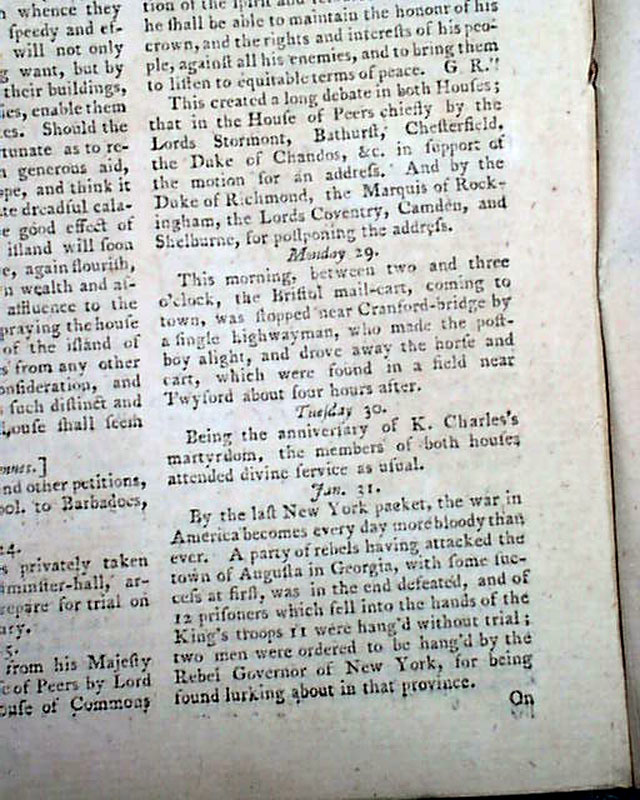 whence they
speedy and ef-
will not only
want, but by
their buildings,
enable them
Should the
tunate as to re-
generous aid,
and think it
dreadful cala-
good effect of
island will soon
again flourish,
wealth and af-
affluence to the
praying the house
of the island of
from any other
onsideration, and
such distinct and
house shall seem
nnes.]
nd other petitions,
ool. to Barbadoes,
24.
privately taken
minster-hall, ar-
repare for trial on
ary.
5.
from his Majesty
of Peers by Lord
ouse of Commons
tion of the spirit and
he shall be able to maintain the honour of his
crown, and the rights and interests of his peo-
ple, against all his enemies, and to bring them
to listen to equitable terms of peace. G R."
This created a long debate in both Houses;
that in the House of Peers chiefly by the
Lords Stormont, Bathurst, Chesterfield,
the Duke of Chandos, &c. in support of
the motion for an address. And by the
Duke of Richmond, the Marquis of Rock-
ingham, the Lords Coventry, Camden, and
Shelburne, for postponing the address.
Monday 29.
This morning, between two and three
o'clock, the Bristol mail-cart, coming to
town, was stopped near Cranford-bridge by
a single highwayman, who made the post-
boy alight, and drove away the horse and
cart, which were found in a field near
Twyford about four hours after.
Tuesday 30.
Being the anniversary of K. Charles's
martyrdom, the members of both houses
attended divine service as usual.
Jan. 31.
By the last New York packet, the war in
America becomes every day more bloody than
ever. A party of rebels having attacked the
town of Augusta in Georgia, with some suc-
cess at first, was in the end defeated, and of
12 prisoners which fell into the hands of the
King's troops 11 were hang'd without trial;
two men were ordered to be hang'd by the
Rebel Governor of New York, for being
found lurking about in that province.
On